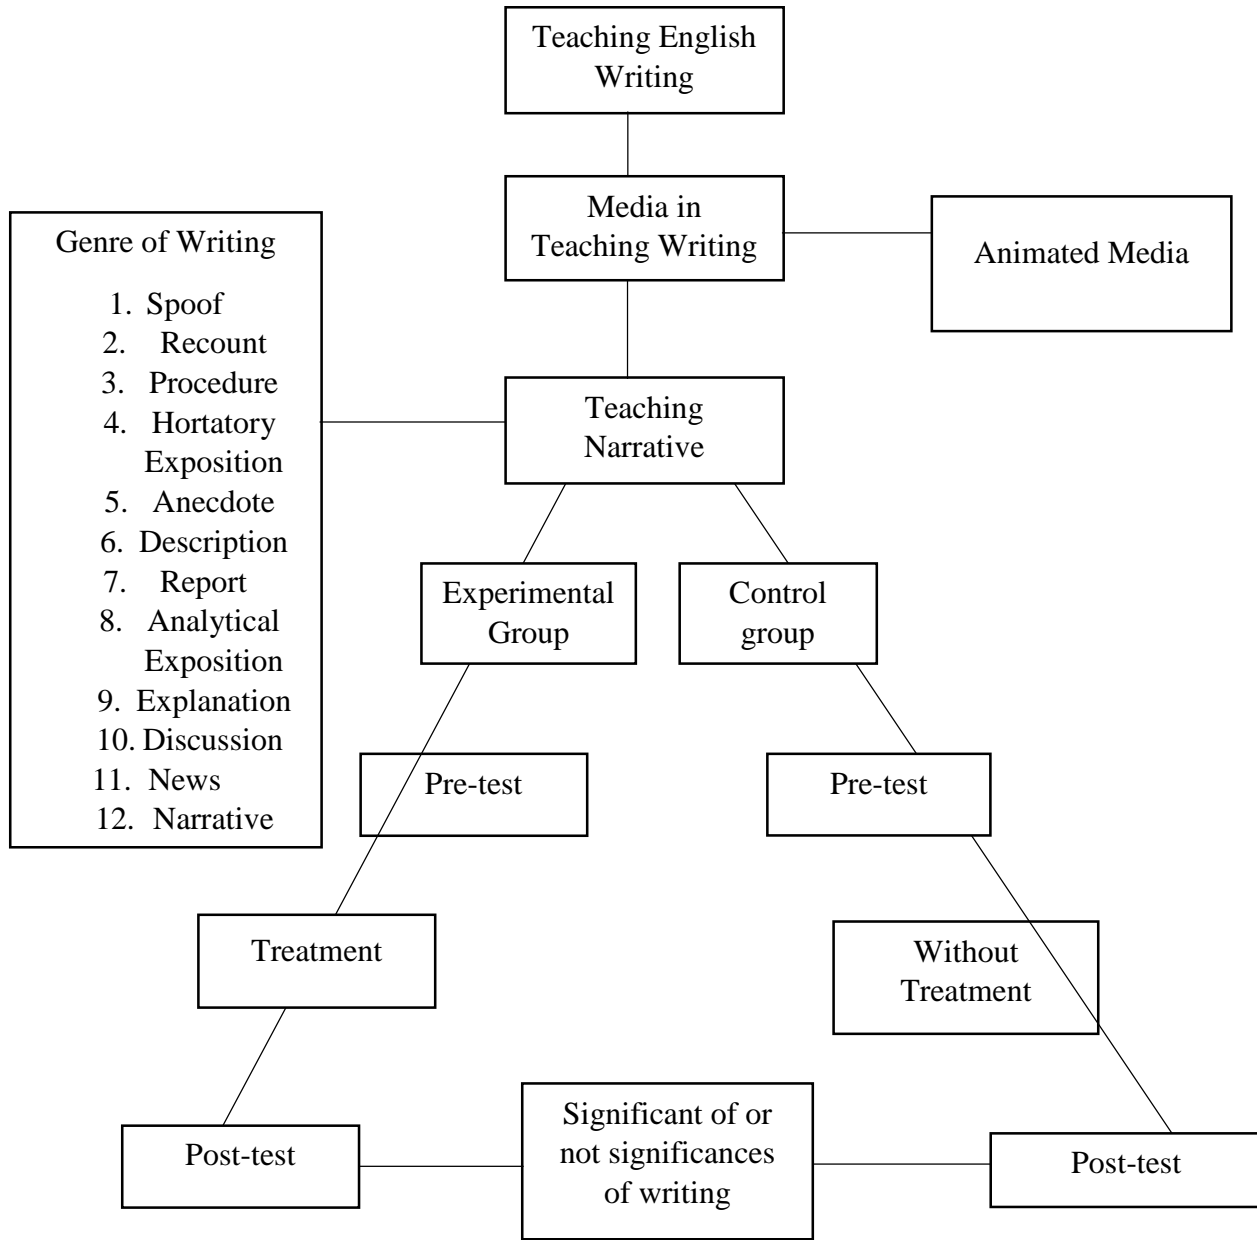 Teaching English
Writing
Media in
Teaching Writing
Animated Media
Genre of Writing
1. Spoof
2. Recount
3. Procedure
4. Hortatory
Exposition
5. Anecdote
6. Description
7. Report
8. Analytical
Exposition
9. Explanation
10. Discussion
11. News
12. Narrative
Teaching
Narrative
Experimental
Group
Control
group
Pre-test
Pre-test
Treatment
Without
Treatment
Post-test
Significant of or
not significances
of writing
Post-test